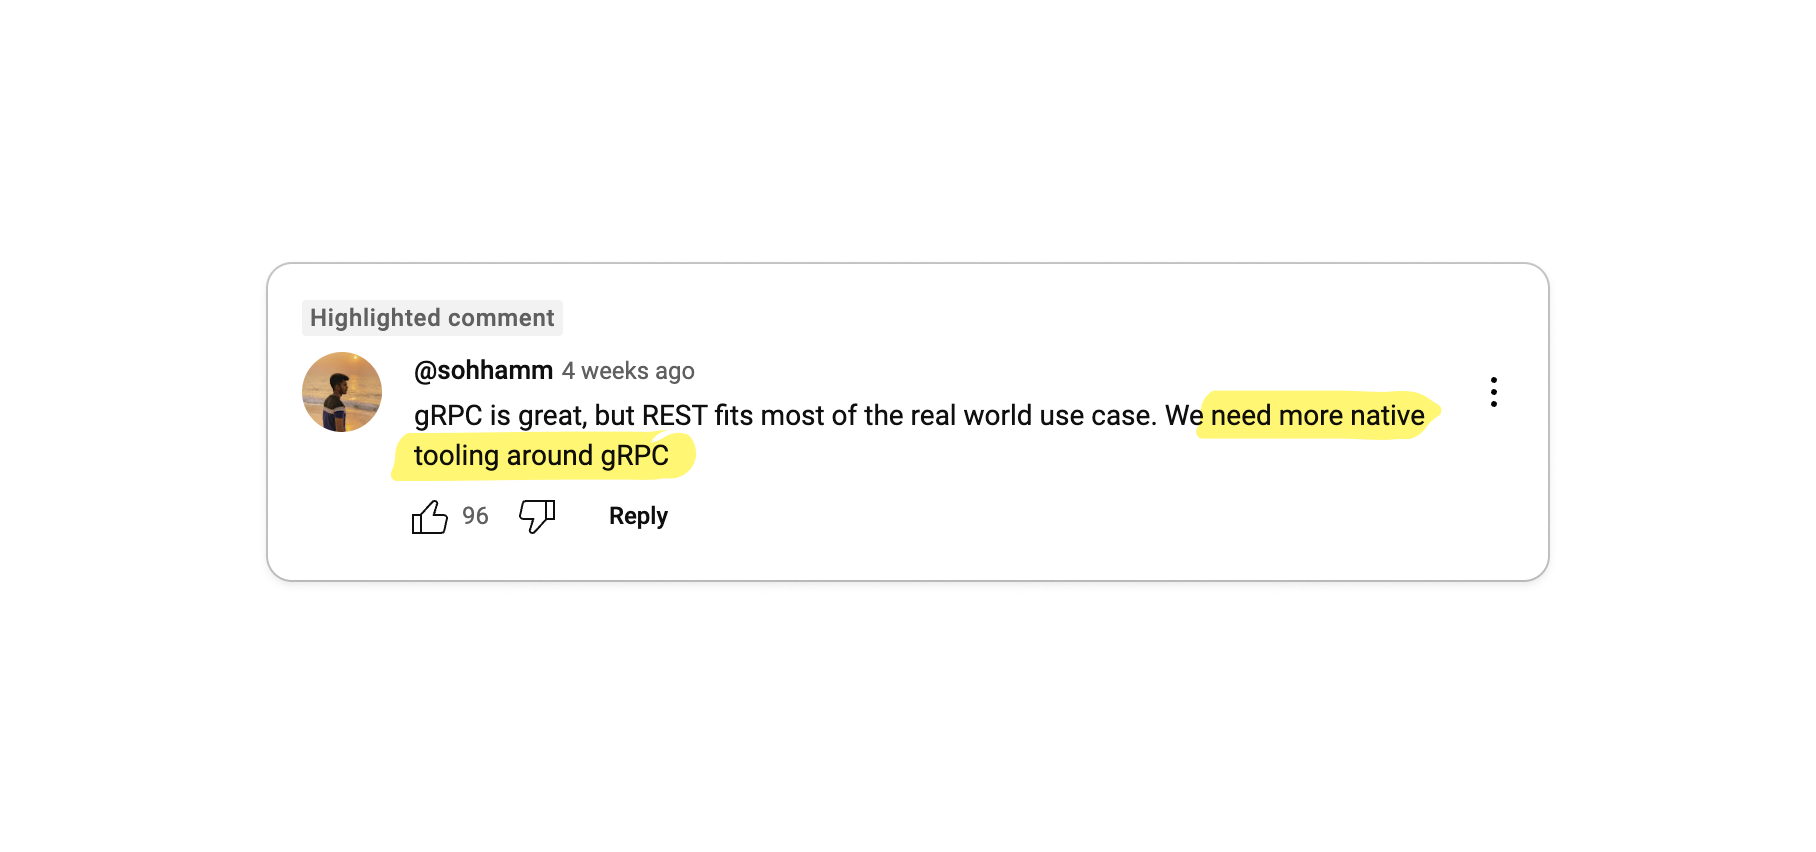 Highlighted comment
@sohhamm 4 weeks ago
gRPC is great, but REST fits most of the real world use case. We need more native
tooling around gRPC
96 Reply